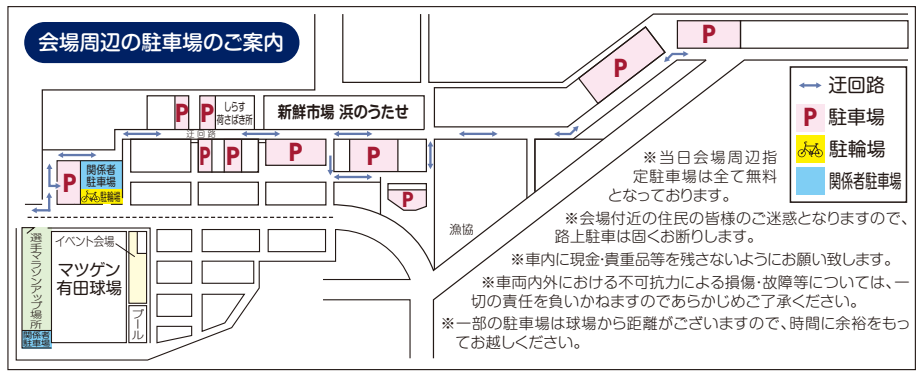 会場周辺の駐車場のご案内
P
P
迂回路
P 駐車場
駐輪場
関係者駐車場
P
P
しらす
荷さばき所
新鮮市場 浜のうたせ
迂回路
P
P
P
P
P
関係者
駐車場
駐輪場
P
漁協
※当日会場周辺指
定駐車場は全て無料
となっております。
※会場付近の住民の皆様のご迷惑となりますので、
路上駐車は固くお断りします。
※車内に現金・貴重品等を残さないようにお願い致します。
※車両内外における不可抗力による損傷・故障等については、一
切の責任を負いかねますのであらかじめご了承ください。
※一部の駐車場は球場から距離がございますので、時間に余裕をもっ
てお越しください。
選手マラソンアップ場所
イベント会場
マツゲン
有田球場
プール
関係者
駐車場